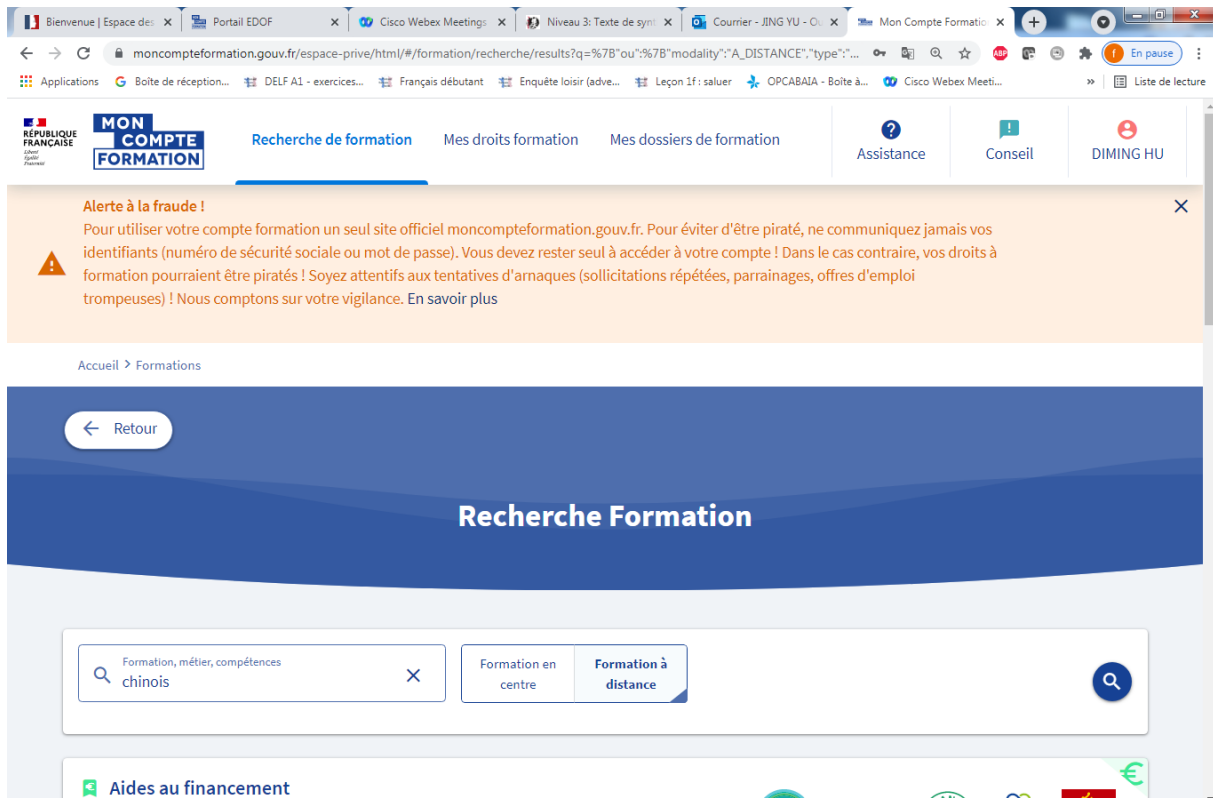 Bienvenue | Espace des
Portail EDOF
Cisco Webex Meetings
Niveau 3: Texte de synt
Courrier - JING YU - Ou
Mon Compte Formatio
moncompteformation.gouv.fr/espace-prive/html/#/formation/recherche/results?q=%7B"ou":%7B"modality":"A_DISTANCE","type":"...
ABP
En pause
Applications
Boîte de réception...
DELF A1 - exercices...
Français débutant
Enquête loisir (adve...
Leçon 1f : saluer
OPCABAIA - Boîte à...
Cisco Webex Meeti...
»
Liste de lecture
RÉPUBLIQUE
FRANÇAISE
Liberté
Égalité
Fraternité
MON
COMPTE
FORMATION
Recherche de formation
Mes droits formation
Mes dossiers de formation
Assistance
Conseil
DIMING HU
Alerte à la fraude !
Pour utiliser votre compte formation un seul site officiel moncompteformation.gouv.fr. Pour éviter d'être piraté, ne communiquez jamais vos
identifiants (numéro de sécurité sociale ou mot de passe). Vous devez rester seul à accéder à votre compte ! Dans le cas contraire, vos droits à
formation pourraient être piratés ! Soyez attentifs aux tentatives d'arnaques (sollicitations répétées, parrainages, offres d'emploi
trompeuses) ! Nous comptons sur votre vigilance. En savoir plus
Accueil > Formations
Retour
Recherche Formation
Formation, métier, compétences
chinois
Formation en
centre
Formation à
distance
Aides au financement